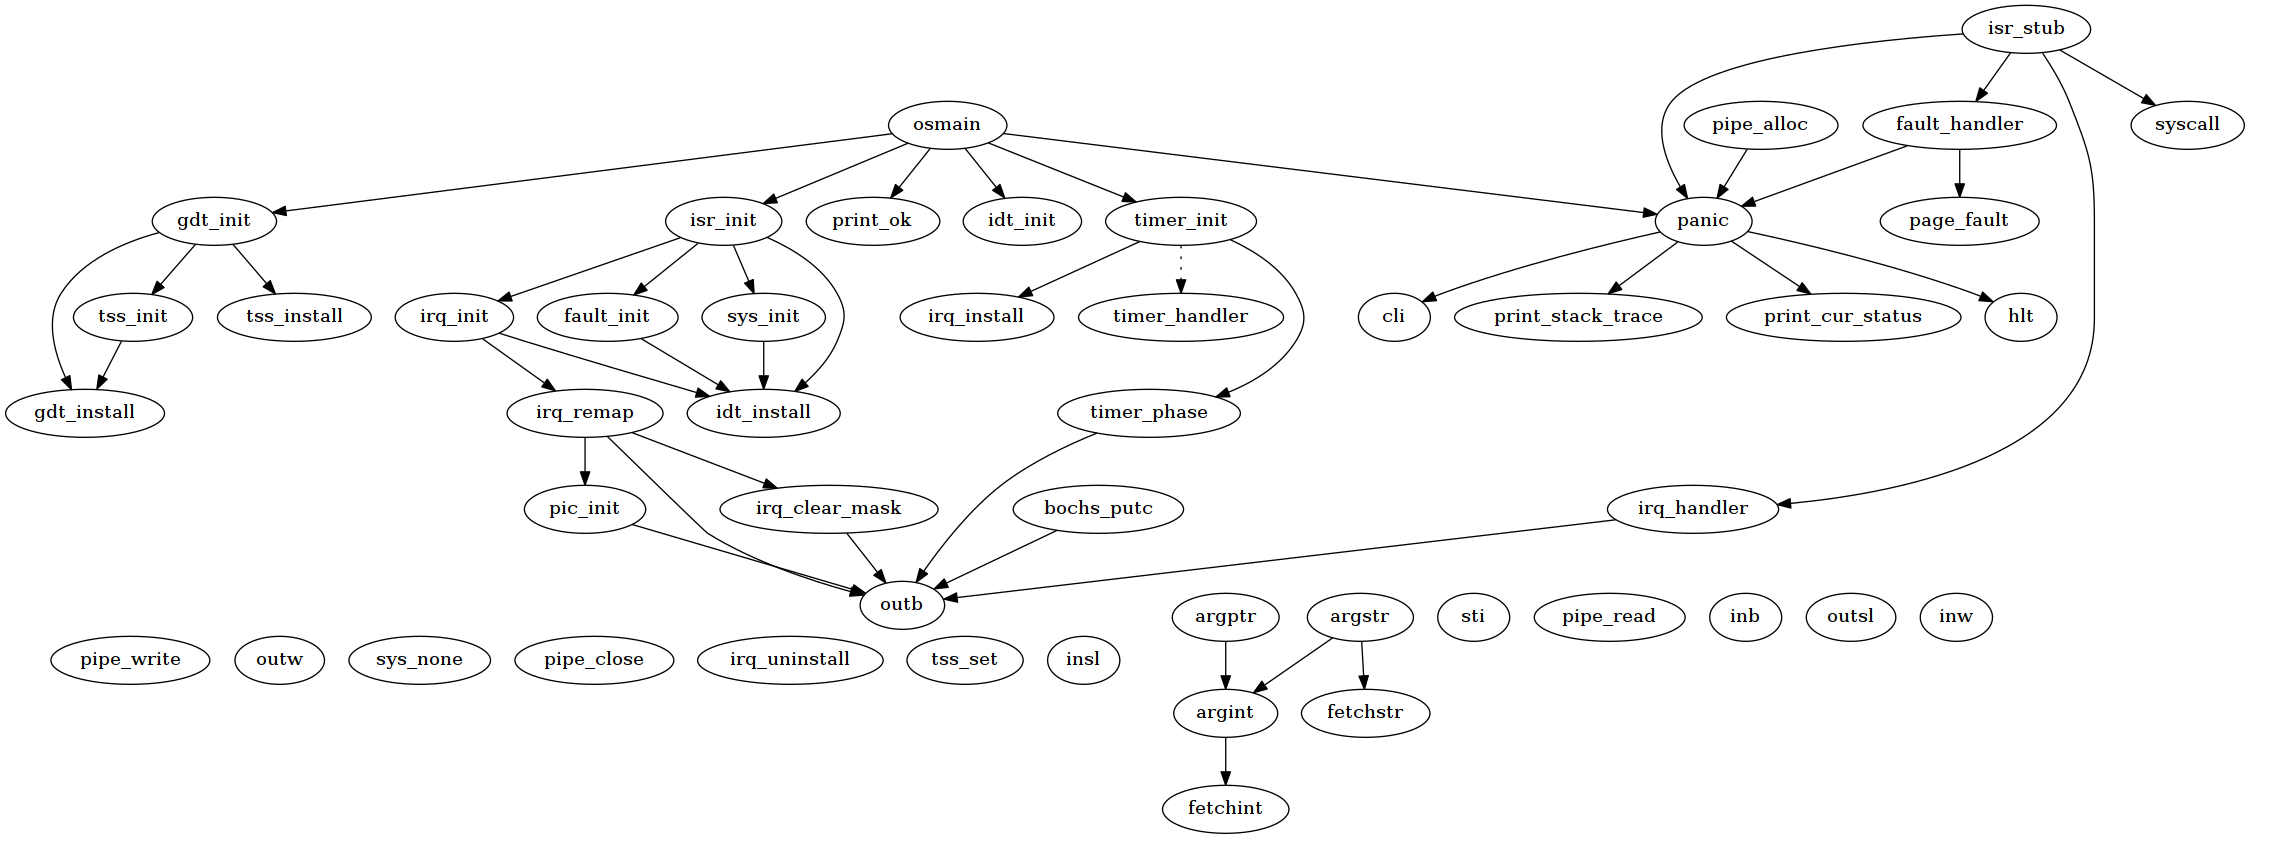 isr_stub
osmain
pipe_alloc
fault_handler
syscall
gdt_init
isr_init
print_ok
idt_init
timer_init
panic
page_fault
tss_init
tss_install
irq_init
fault_init
sys_init
irq_install
timer_handler
cli
print_stack_trace
print_cur_status
hlt
gdt_install
irq_remap
idt_install
timer_phase
pic_init
irq_clear_mask
bochs_putc
irq_handler
outb
argptr
argstr
sti
pipe_read
inb
outsl
inw
pipe_write
outw
sys_none
pipe_close
irq_uninstall
tss_set
insl
argint
fetchstr
fetchint